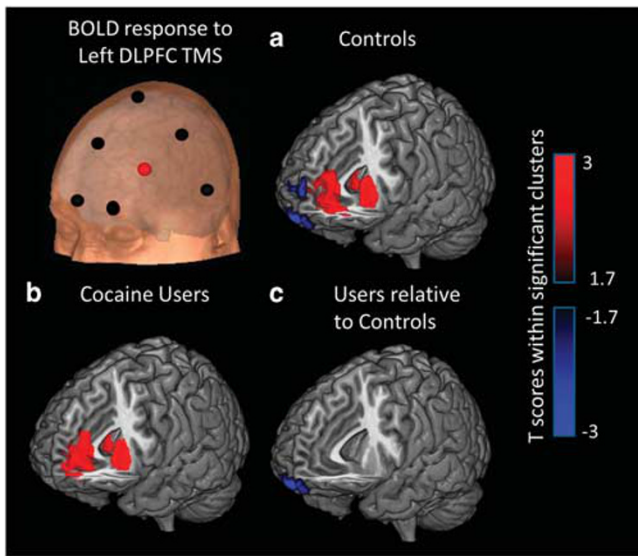 BOLD response to
Left DLPFC TMS
a
Controls
b
Cocaine Users
c
Users relative
to Controls
T scores within significant clusters
3
1.7
-1.7
-3